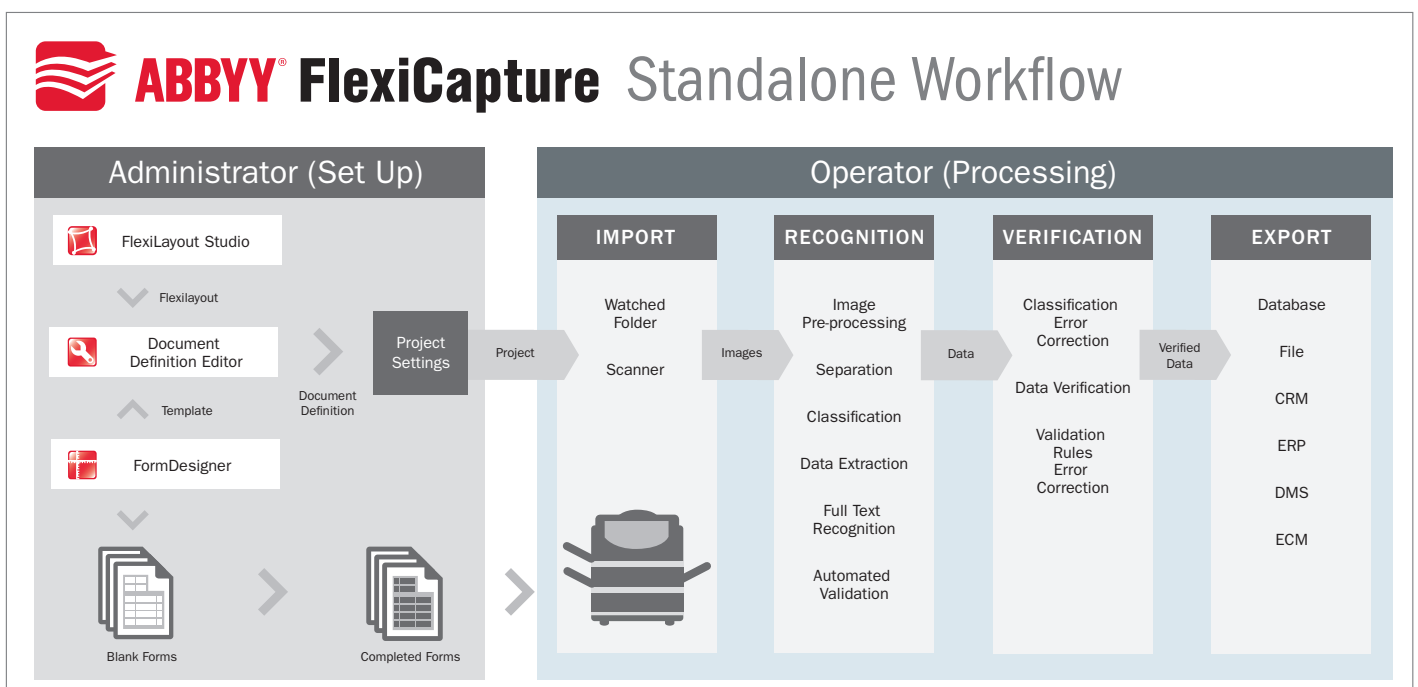 ABBYY® FlexiCapture Standalone Workflow
Administrator (Set Up)
FlexiLayout Studio
Flexilayout
Document
Definition Editor
Template
FormDesigner
Document
Definition
Project
Settings
Blank Forms
Completed Forms
Operator (Processing)
Project
IMPORT
Watched
Folder
Scanner
Images
RECOGNITION
Image
Pre-processing
Separation
Classification
Data Extraction
Full Text
Recognition
Automated
Validation
Data
VERIFICATION
Classification
Error
Correction
Data Verification
Validation
Rules
Error
Correction
Verified
Data
EXPORT
Database
File
CRM
ERP
DMS
ECM